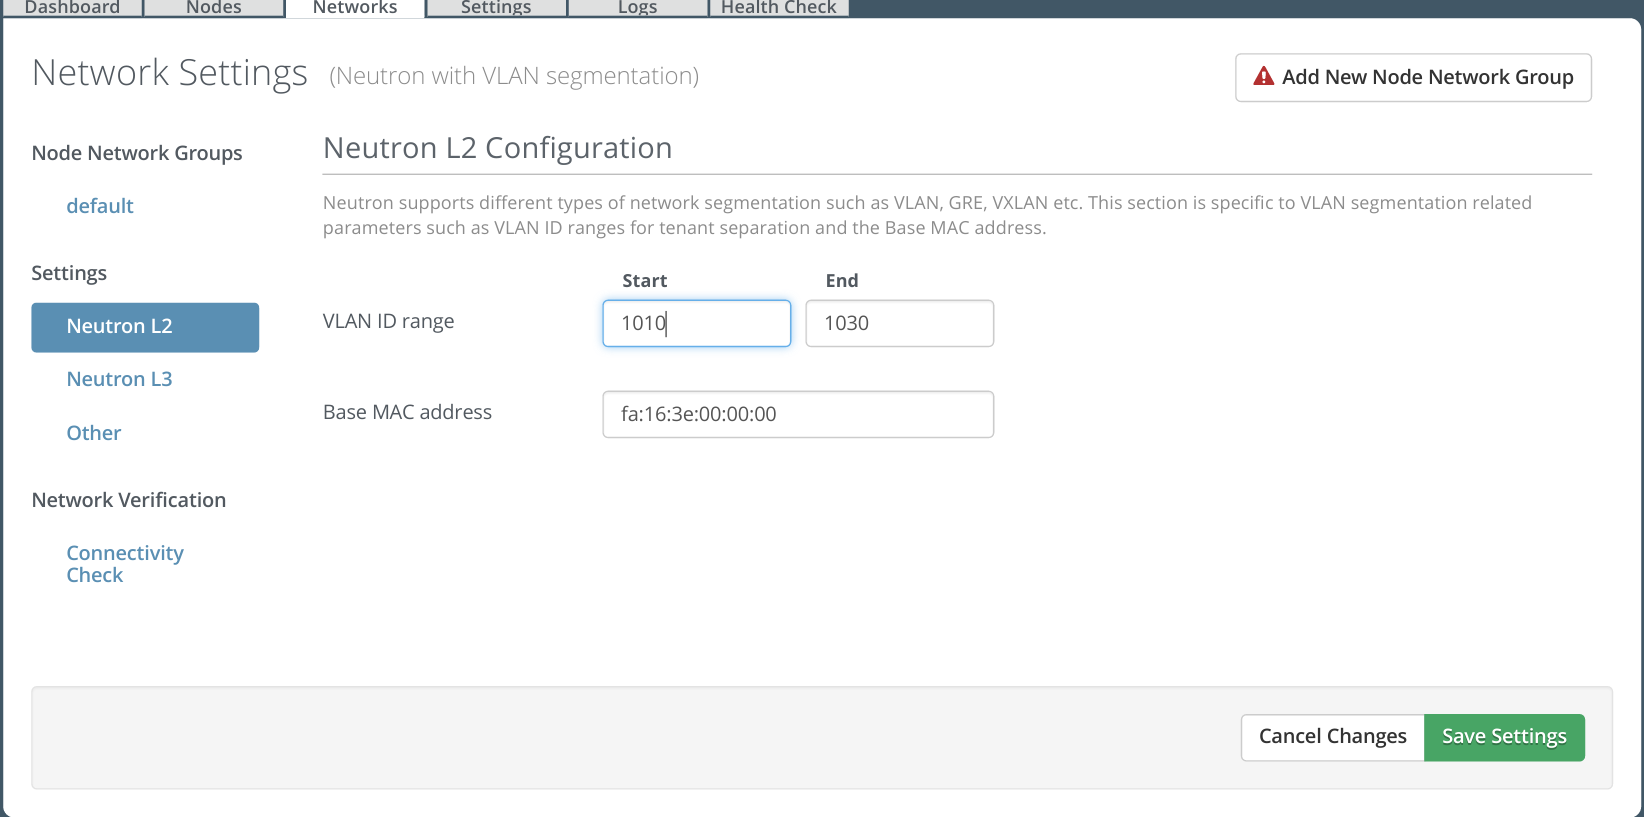 Dashboard Nodes Networks Settings Logs Health Check
Network Settings (Neutron with VLAN segmentation)
Add New Node Network Group
Node Network Groups
default
Settings
Neutron L2
Neutron L3
Other
Network Verification
Connectivity
Check
Neutron L2 Configuration
Neutron supports different types of network segmentation such as VLAN, GRE, VXLAN etc. This section is specific to VLAN segmentation related
parameters such as VLAN ID ranges for tenant separation and the Base MAC address.
Start End
VLAN ID range 1010 1030
Base MAC address fa:16:3e:00:00:00
Cancel Changes Save Settings